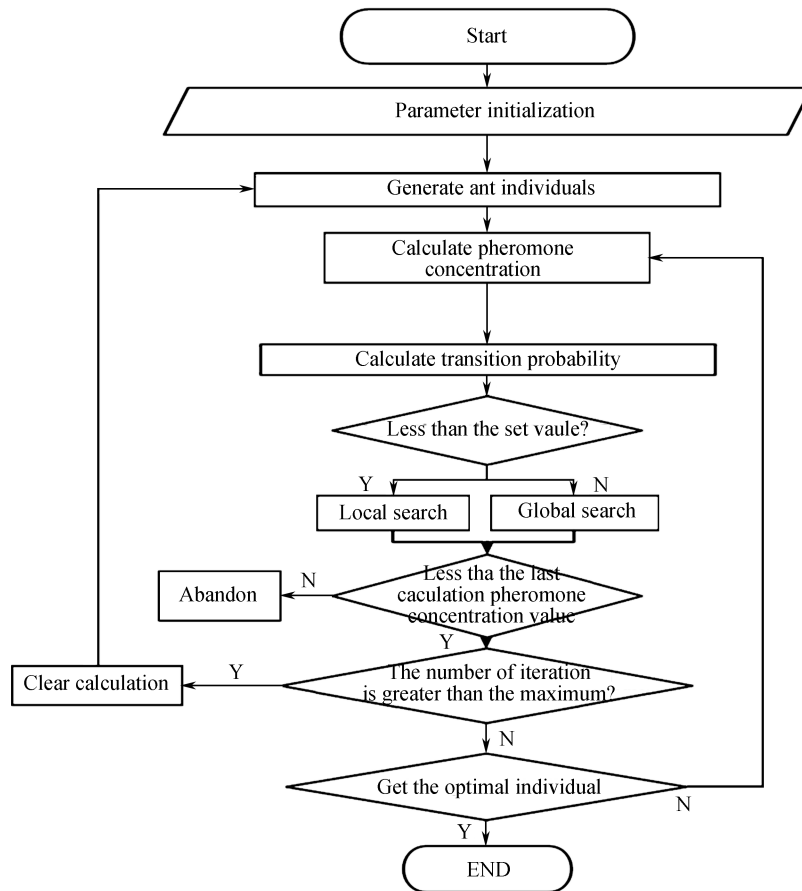 Start
Parameter initialization
Generate ant individuals
Calculate pheromone
concentration
Calculate transition probability
Less than the set vaule?
Y
N
Local search
Global search
Less tha the last
caculation pheromone
concentration value
N
Abandon
Y
The number of iteration
is greater than the maximum?
Y
Clear calculation
N
Get the optimal individual
N
Y
END